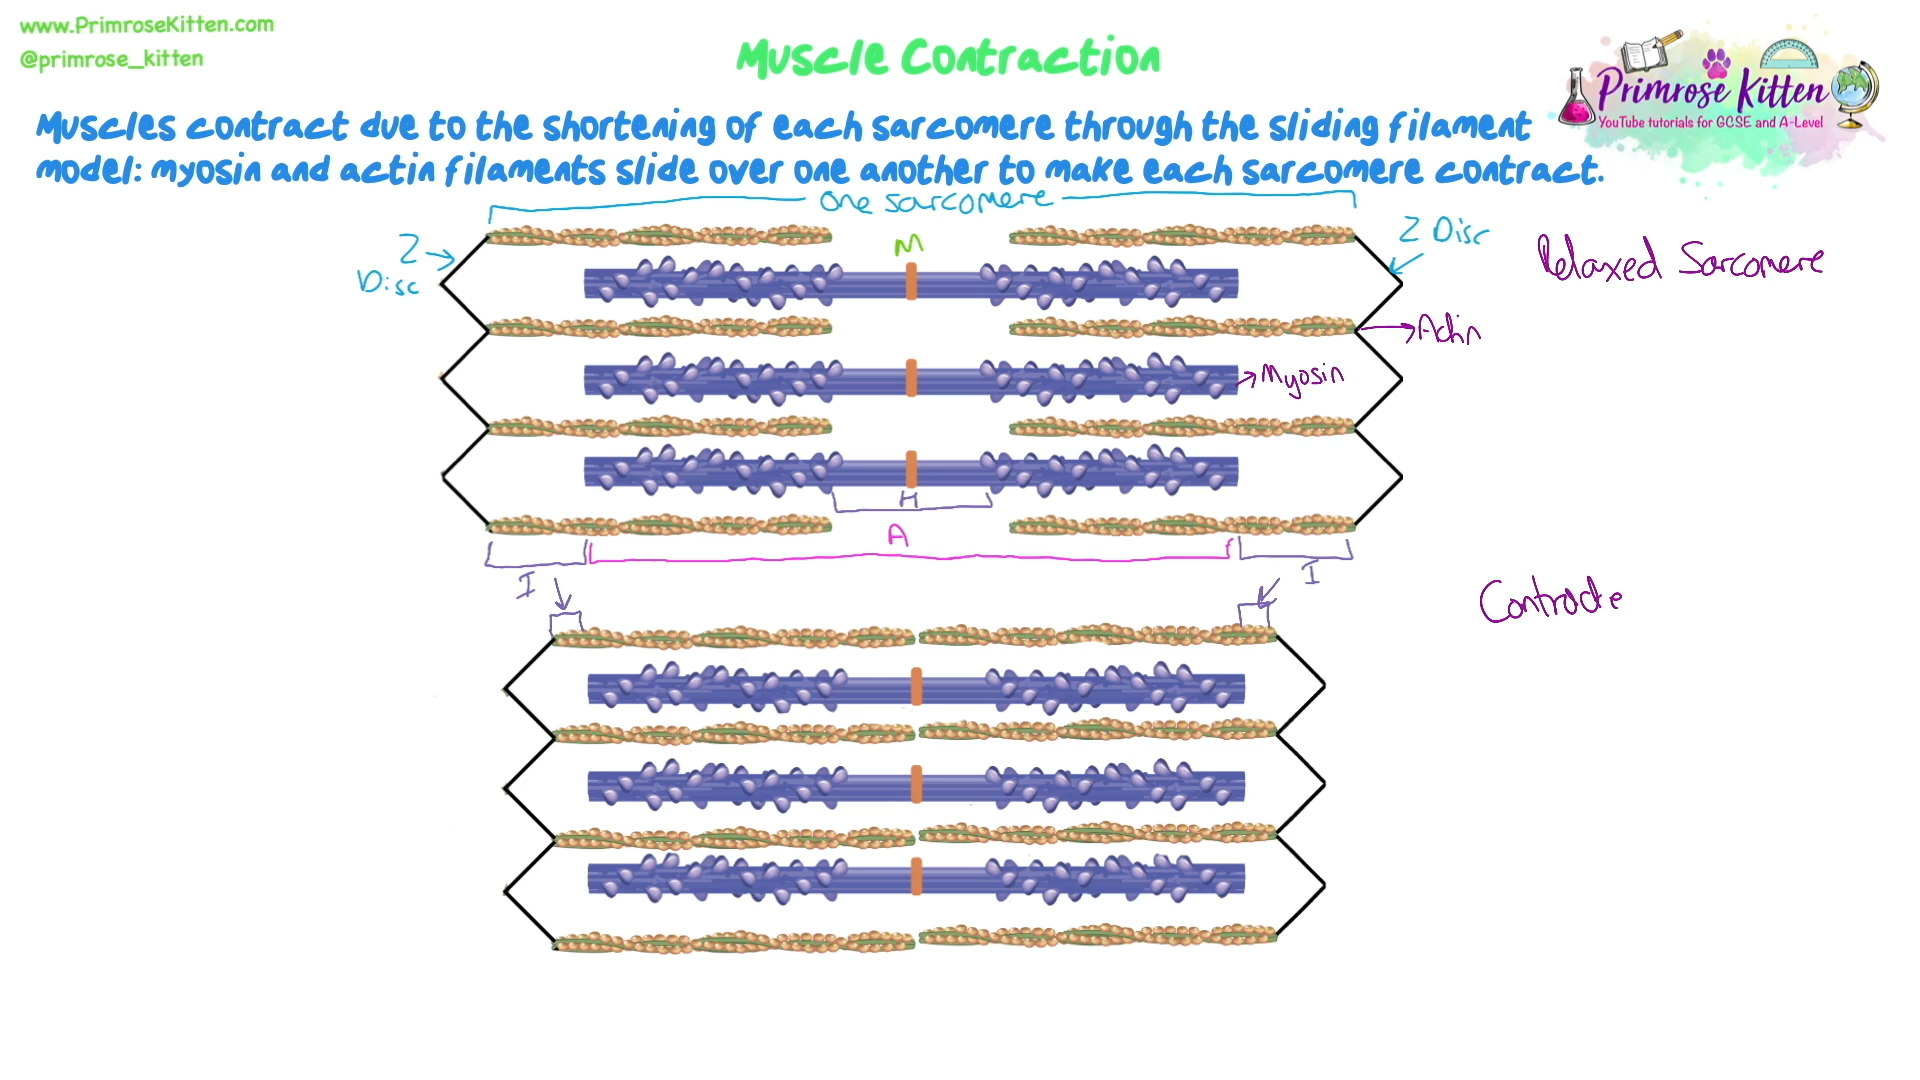 www.PrimroseKitten.com
@primrose_kitten
Muscle Contraction
Primrose Kitten
YouTube tutorials for GCSE and A-Level
Muscles contract due to the shortening of each sarcomere through the sliding filament
model: myosin and actin filaments slide over one another to make each sarcomere contract.
one sarcomere
Z
Disc
M
Z Disc
Relaxed Sarcomere
Actin
Myosin
H
A
I
I
Contracte